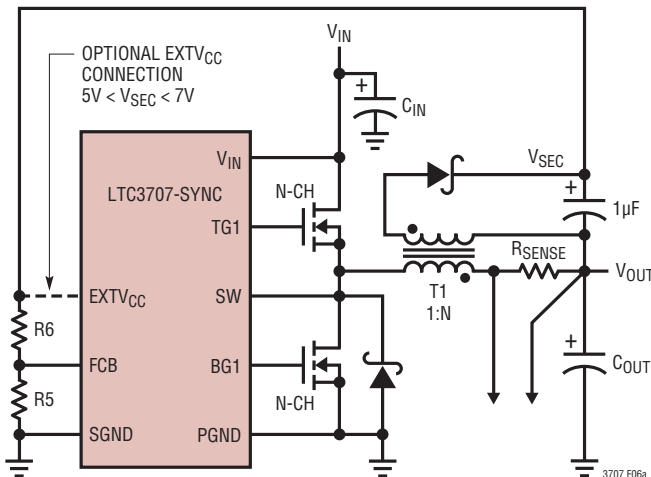 OPTIONAL EXTVCC
CONNECTION
5V < VSEC < 7V
VIN
+
CIN
VIN
LTC3707-SYNC
N-CH
TG1
VSEC
+
1µF
RSENSE
VOUT
T1
1:N
EXTVCC
SW
R6
FCB
BG1
R5
N-CH
+
COUT
SGND
PGND
3707 F06a